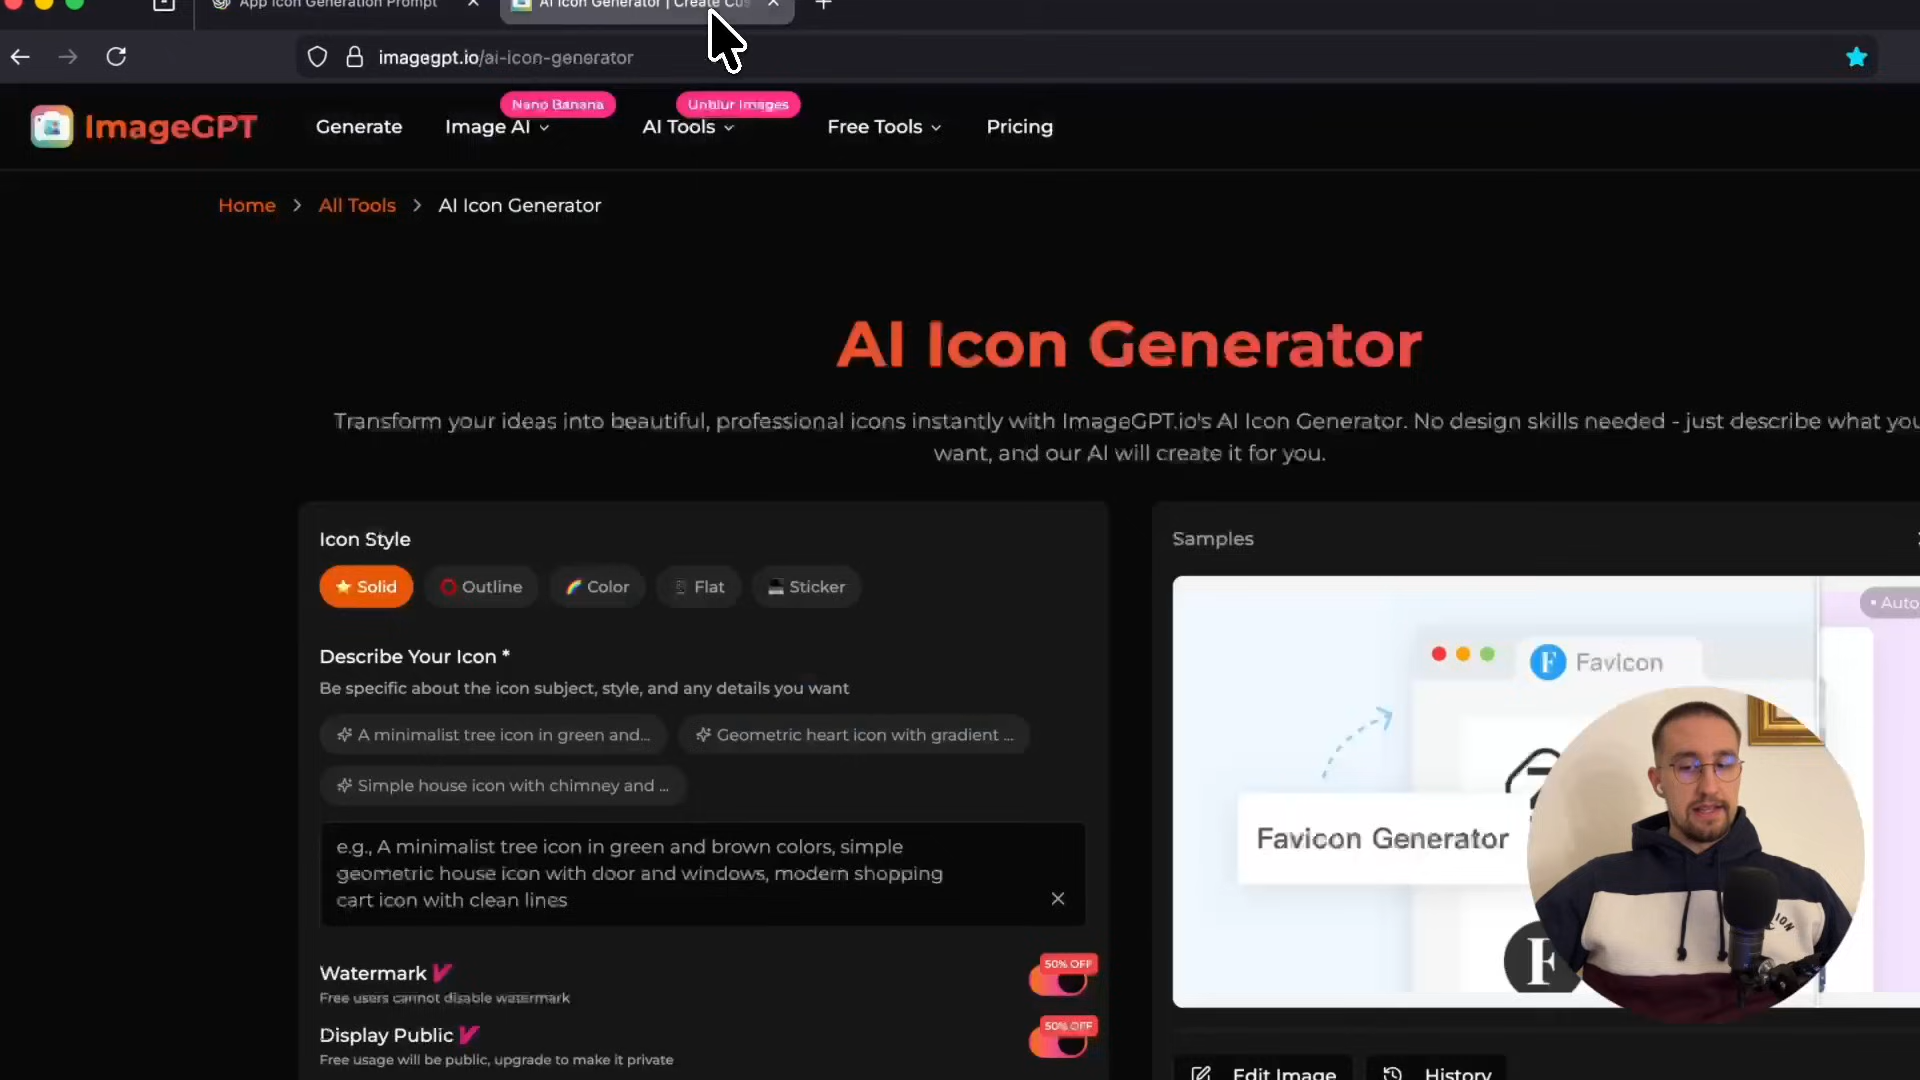 App Icon Generation Prompt
AI Icon Generator | Create Cus
imagegpt.io/ai-icon-generator
Nano Banana
Unblur Images
ImageGPT
Generate
Image AI
AI Tools
Free Tools
Pricing
Home > All Tools > AI Icon Generator
AI Icon Generator
Transform your ideas into beautiful, professional icons instantly with ImageGPT.io's AI Icon Generator. No design skills needed - just describe what you
want, and our AI will create it for you.
Icon Style
Solid
Outline
Color
Flat
Sticker
Describe Your Icon *
Be specific about the icon subject, style, and any details you want
A minimalist tree icon in green and...
Geometric heart icon with gradient ...
Simple house icon with chimney and ...
e.g., A minimalist tree icon in green and brown colors, simple
geometric house icon with door and windows, modern shopping
cart icon with clean lines
Watermark
50% OFF
Free users cannot disable watermark
Display Public
50% OFF
Free usage will be public, upgrade to make it private
Samples
Auto
F Favicon
Favicon Generator
F
Edit Image
History